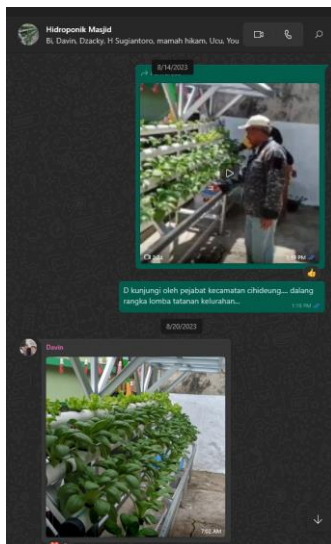 Hidroponik Masjid
Bi, Davin, Dzacky, H Sugiantoro, mamah hikam, Ucu, You
8/14/2023
D kunjungi oleh pejabat kecamatan cihideung.... dalang
rangka lomba tatanan kelurahan...
8/20/2023
Davin
7:02 AM